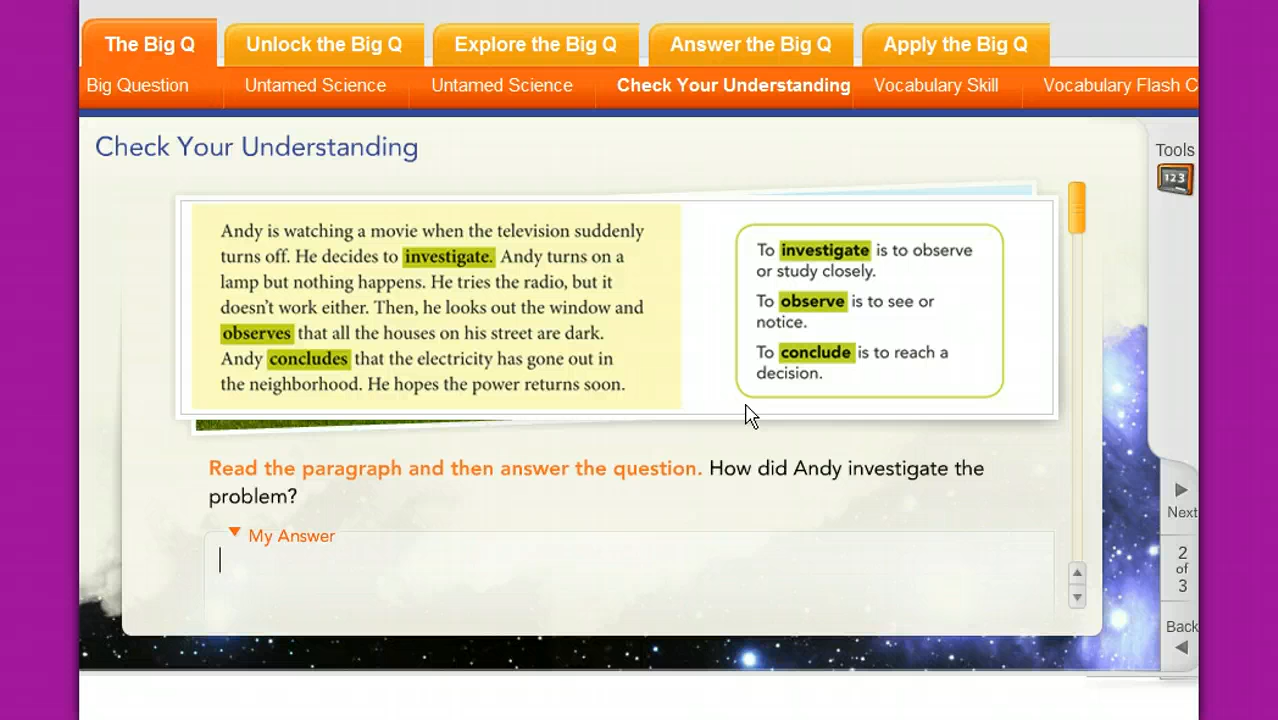 The Big Q
Unlock the Big Q
Explore the Big Q
Answer the Big Q
Apply the Big Q
Big Question
Untamed Science
Untamed Science
Check Your Understanding
Vocabulary Skill
Vocabulary Flash C
Check Your Understanding
Tools
123
Andy is watching a movie when the television suddenly
turns off. He decides to investigate. Andy turns on a
lamp but nothing happens. He tries the radio, but it
doesn't work either. Then, he looks out the window and
observes that all the houses on his street are dark.
Andy concludes that the electricity has gone out in
the neighborhood. He hopes the power returns soon.
To investigate is to observe
or study closely.
To observe is to see or
notice.
To conclude is to reach a
decision.
Read the paragraph and then answer the question. How did Andy investigate the
problem?
My Answer
Next
2
of
3
Back